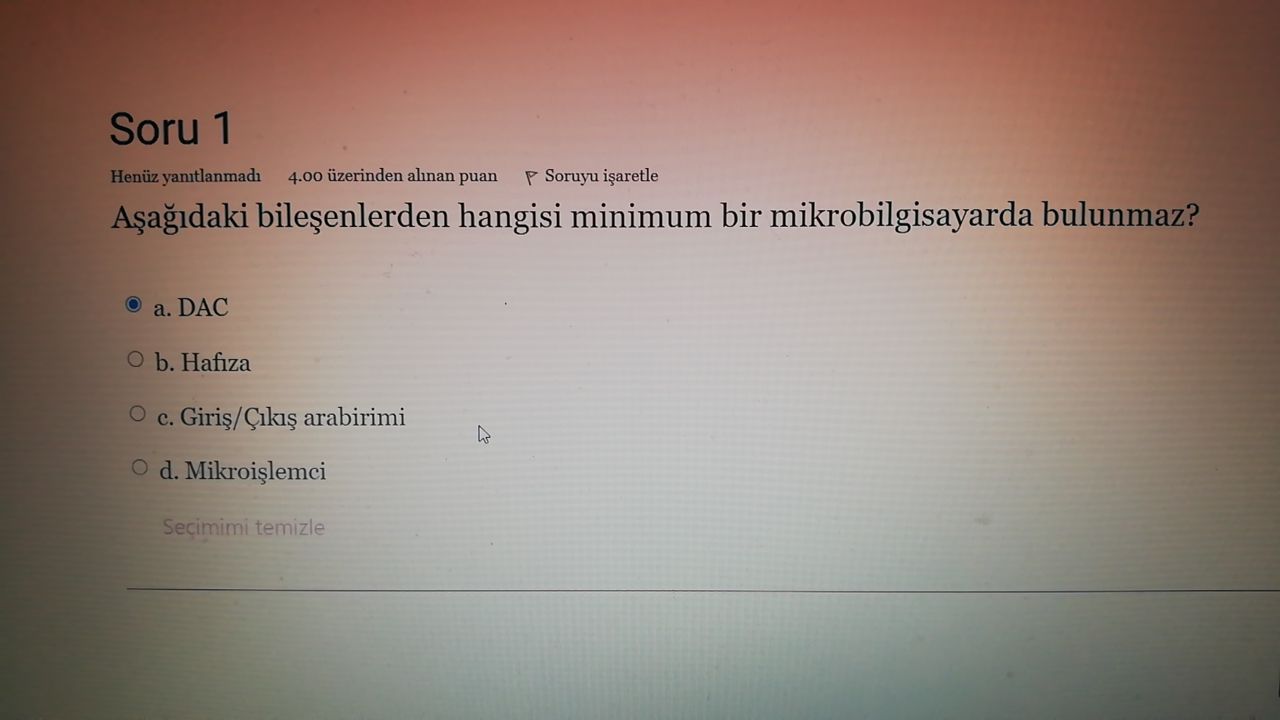 Soru 1
Henüz yanıtlanmadı 4.00 üzerinden alınan puan Soruyu işaretle
Aşağıdaki bileşenlerden hangisi minimum bir mikrobilgisayarda bulunmaz?
a. DAC
b. Hafıza
c. Giriş/Çıkış arabirimi
d. Mikroişlemci
Seçimimi temizle